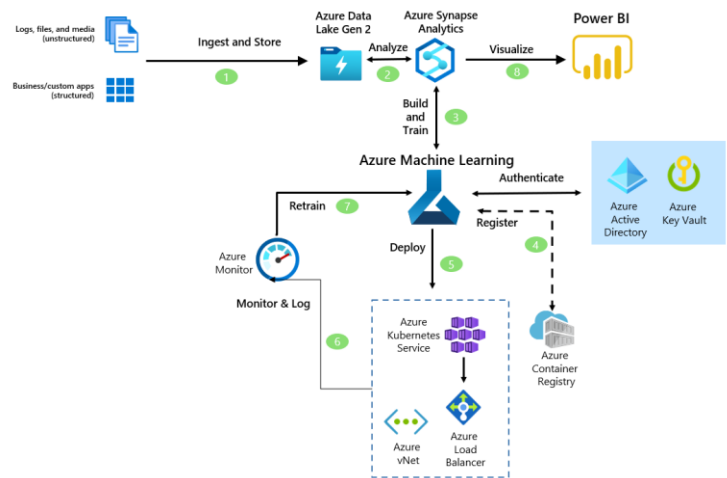 Logs, files, and media
(unstructured)
Business/custom apps
(structured)
Ingest and Store
1
Azure Data
Lake Gen 2
Analyze
2
Azure Synapse
Analytics
Visualize
8
Power BI
Build
and
Train
3
Azure Machine Learning
Authenticate
Azure
Active
Directory
Azure
Key Vault
Retrain
7
Register
4
Deploy
5
Azure
Monitor
Monitor & Log
6
Azure
Kubernetes
Service
Azure
Container
Registry
Azure
vNet
Azure
Load
Balancer